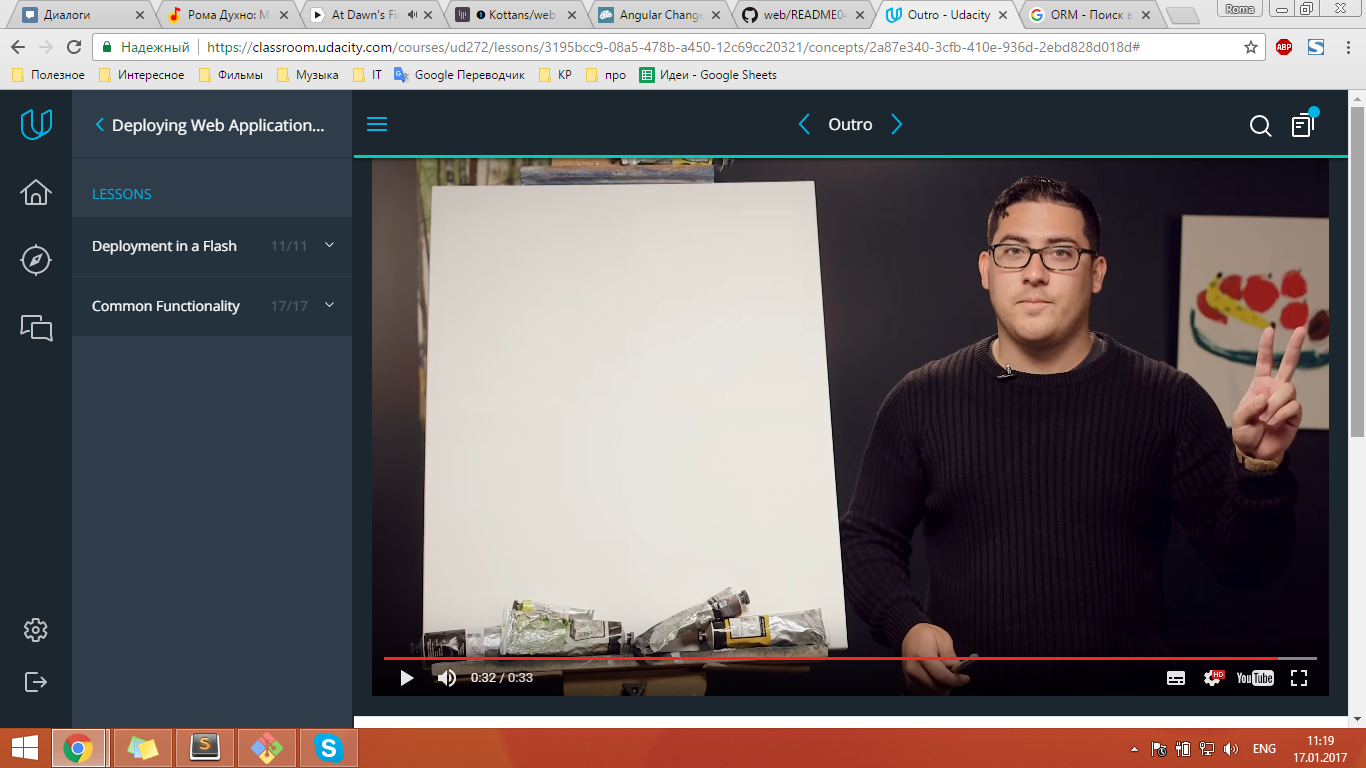 Диалоги
Рома Духно: М
At Dawn's Fi
Kottans/web
Angular Change
web/README04
Outro - Udacity
ORM - Поиск в
Roma
Надежный
https://classroom.udacity.com/courses/ud272/lessons/3195bcc9-08a5-478b-a450-12c69cc20321/concepts/2a87e340-3cfb-410e-936d-2ebd828d018d#
ABP
S
Полезное
Интересное
Фильмы
Музыка
IT
Google Переводчик
КР
про
Идеи - Google Sheets
Deploying Web Application...
Outro
LESSONS
Deployment in a Flash 11/11
Common Functionality 17/17
0:32 / 0:33
HD
YouTube
ENG
11:19
17.01.2017